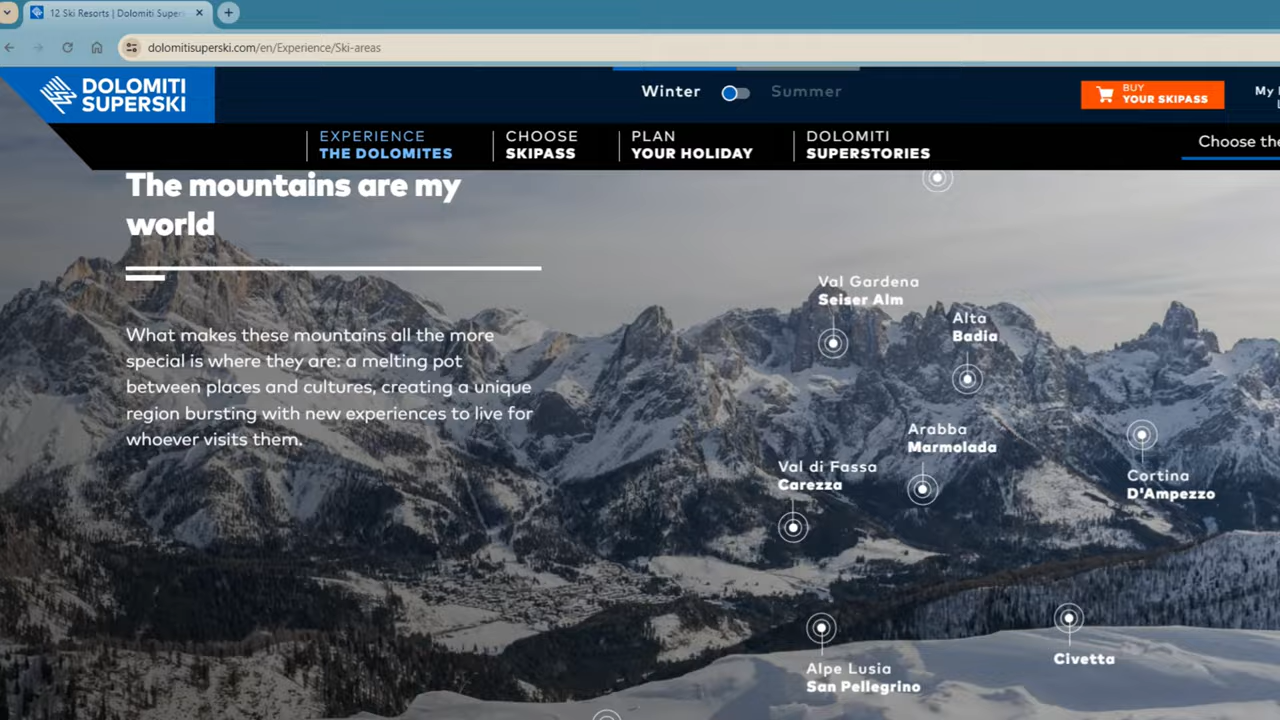 12 Ski Resorts | Dolomiti Supers
dolomitisuperski.com/en/Experience/Ski-areas
DOLOMITI
SUPERSKI
Winter
Summer
BUY
YOUR SKIPASS
My
EXPERIENCE
THE DOLOMITES
CHOOSE
SKIPASS
PLAN
YOUR HOLIDAY
DOLOMITI
SUPERSTORIES
Choose the
The mountains are my
world
What makes these mountains all the more
special is where they are: a melting pot
between places and cultures, creating a unique
region bursting with new experiences to live for
whoever visits them.
Val Gardena
Seiser Alm
Alta
Badia
Arabba
Marmolada
Val di Fassa
Carezza
Cortina
D'Ampezzo
Alpe Lusia
San Pellegrino
Civetta